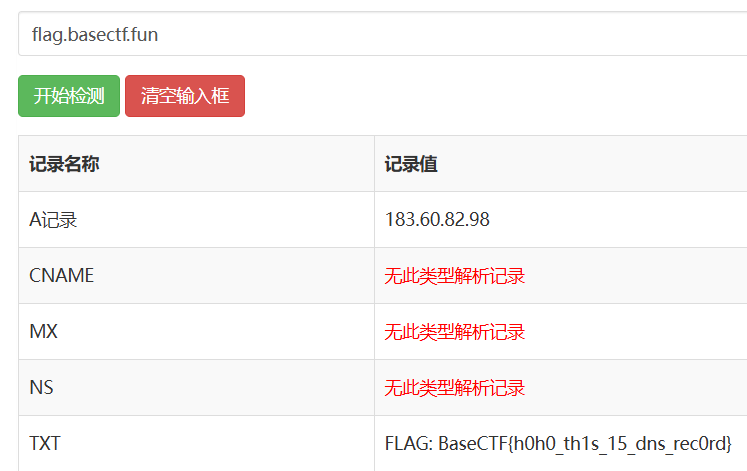 flag.basectf.fun
开始检测 清空输入框
记录名称 记录值
A记录 183.60.82.98
CNAME 无此类型解析记录
MX 无此类型解析记录
NS 无此类型解析记录
TXT FLAG: BaseCTF{h0h0_th1s_15_dns_rec0rd}